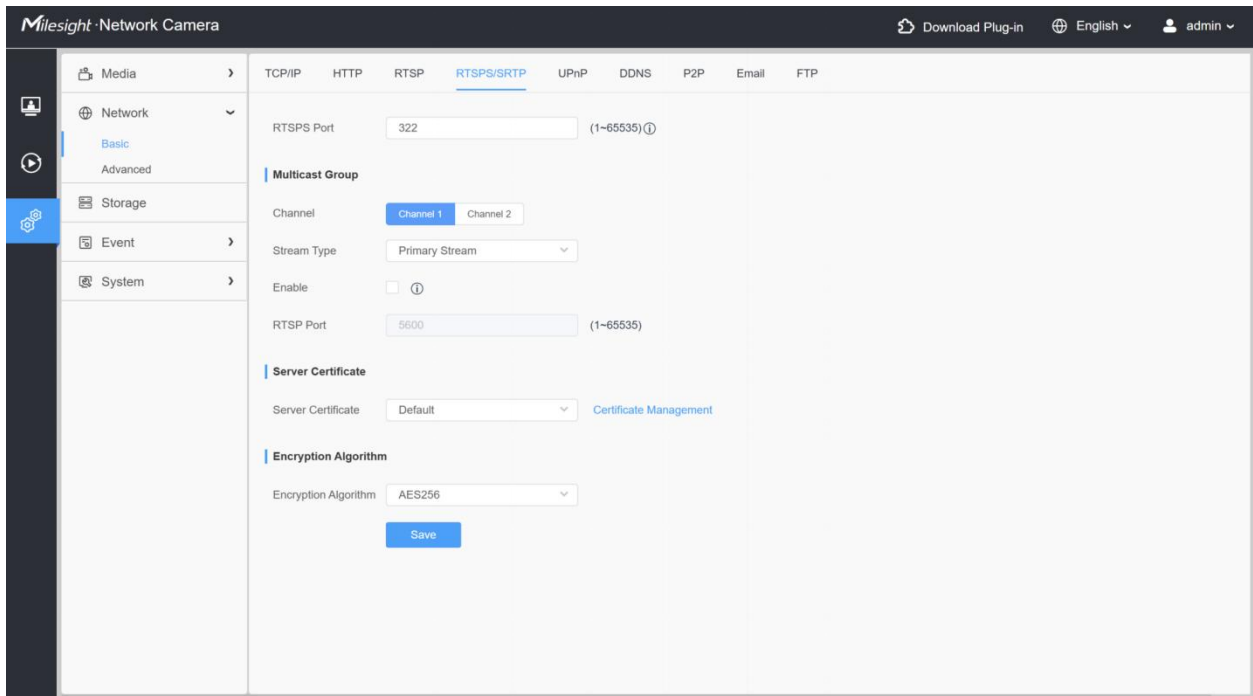 Milesight · Network Camera Download Plug-in English admin
Media
Network
Basic
Advanced
Storage
Event
System
TCP/IP HTTP RTSP RTSPS/SRTP UPnP DDNS P2P Email FTP
RTSPS Port 322 (1~65535)
Multicast Group
Channel Channel 1 Channel 2
Stream Type Primary Stream
Enable
RTSP Port 5600 (1~65535)
Server Certificate
Server Certificate Default Certificate Management
Encryption Algorithm
Encryption Algorithm AES256
Save